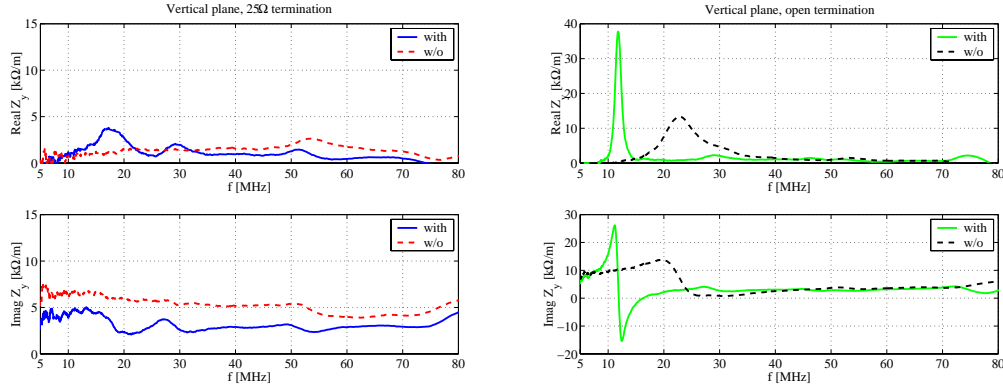 Vertical plane, 25Ω termination
15
10
5
0
Real Z_y [kΩ/m]
with
w/o
5 10 20 30 40 50 60 70 80
f [MHz]
15
10
5
0
Imag Z_y [kΩ/m]
with
w/o
5 10 20 30 40 50 60 70 80
f [MHz]
Vertical plane, open termination
40
30
20
10
0
Real Z_y [kΩ/m]
with
w/o
5 10 20 30 40 50 60 70 80
f [MHz]
30
20
10
0
−10
−20
Imag Z_y [kΩ/m]
with
w/o
5 10 20 30 40 50 60 70 80
f [MHz]